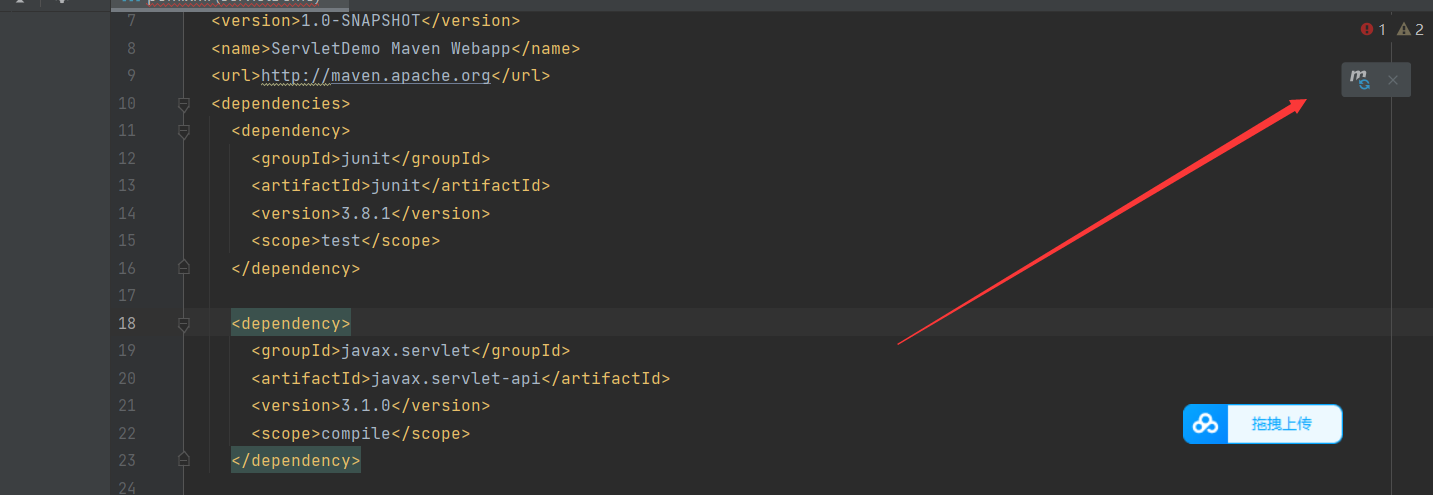 7 <version>1.0-SNAPSHOT</version>
1 2
8 <name>ServletDemo Maven Webapp</name>
9 <url>http://maven.apache.org</url>
m
10 <dependencies>
11 <dependency>
12 <groupId>junit</groupId>
13 <artifactId>junit</artifactId>
14 <version>3.8.1</version>
15 <scope>test</scope>
16 </dependency>
17
18 <dependency>
19 <groupId>javax.servlet</groupId>
20 <artifactId>javax.servlet-api</artifactId>
21 <version>3.1.0</version>
22 <scope>compile</scope>
拖拽上传
23 </dependency>
24